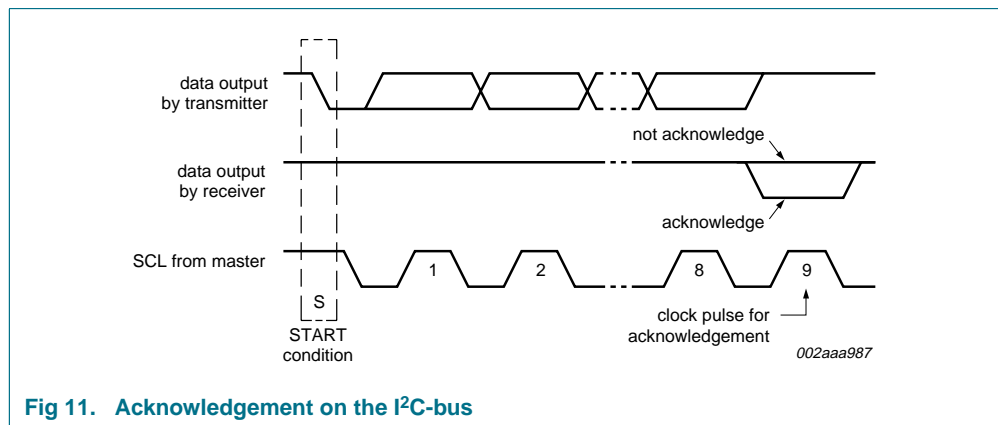 data output
by transmitter
not acknowledge
data output
by receiver
acknowledge
SCL from master
1
2
8
9
S
START
condition
clock pulse for
acknowledgement
002aaa987
Fig 11. Acknowledgement on the I²C-bus